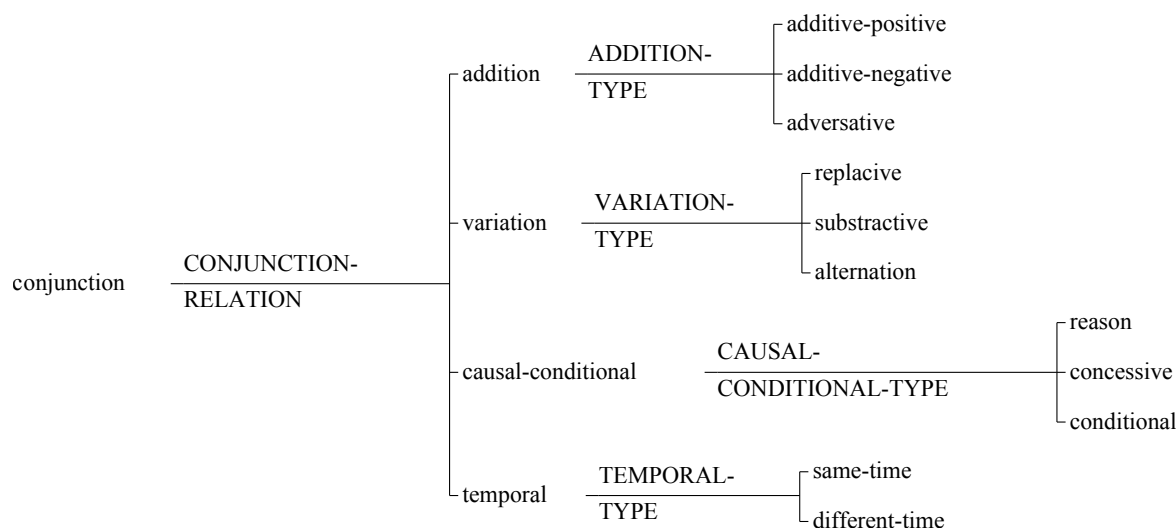 additive-positive
ADDITION-
addition
additive-negative
TYPE
adversative
replacive
VARIATION-
variation
substractive
TYPE
alternation
CONJUNCTION-
conjunction
RELATION
reason
CAUSAL-
causal-conditional
concessive
CONDITIONAL-TYPE
conditional
same-time
TEMPORAL-
temporal
TYPE
different-time